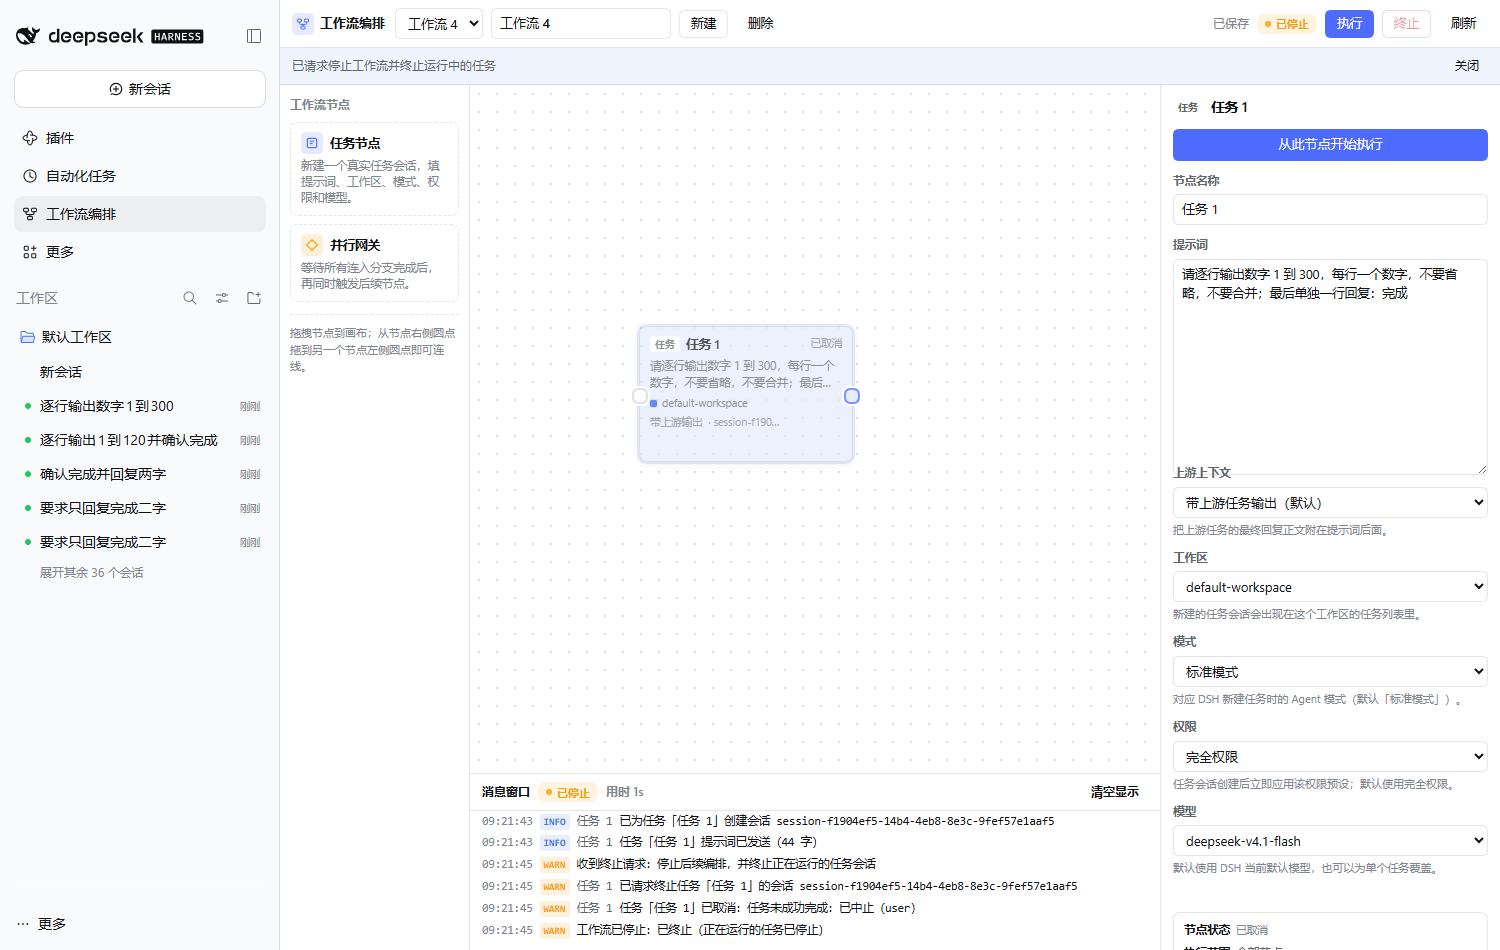 deepseek HARNESS
新会话
插件
自动化任务
工作流编排
更多
工作区
默认工作区
新会话
逐行输出数字 1 到 300 刚刚
逐行输出 1 到 120 并确认完成 刚刚
确认完成并回复两字 刚刚
要求只回复完成二字 刚刚
要求只回复完成二字 刚刚
展开其余 36 个会话
··· 更多
工作流编排 工作流 4 工作流 4 新建 删除 已保存 已停止 执行 终止 刷新
已请求停止工作流并终止运行中的任务 关闭
工作流节点
任务节点
新建一个真实任务会话，填
提示词、工作区、模式、权
限和模型。
并行网关
等待所有连入分支完成后，
再同时触发后续节点。
拖拽节点到画布；从节点右侧圆点
拖到另一个节点左侧圆点即可连
线。
任务 任务 1 已取消
请逐行输出数字 1 到 300，每行一个
数字，不要省略，不要合并；最后...
default-workspace
带上游输出 · session-f190...
消息窗口 已停止 用时 1s 清空显示
09:21:43 INFO 任务 1 已为任务「任务 1」创建会话 session-f1904ef5-14b4-4eb8-8e3c-9fef57e1aaf5
09:21:43 INFO 任务 1 任务「任务 1」提示词已发送（44 字）
09:21:45 WARN 收到终止请求：停止后续编排，并终止正在运行的任务会话
09:21:45 WARN 任务 1 已请求终止任务「任务 1」的会话 session-f1904ef5-14b4-4eb8-8e3c-9fef57e1aaf5
09:21:45 WARN 任务 1 任务「任务 1」已取消：任务未成功完成：已中止（user）
09:21:45 WARN 工作流已停止：已终止（正在运行的任务已停止）
任务 任务 1
从此节点开始执行
节点名称
任务 1
提示词
请逐行输出数字 1 到 300，每行一个数字，不要省
略，不要合并；最后单独一行回复：完成
上游上下文
带上游任务输出（默认）
把上游任务的最终回复正文附在提示词后面。
工作区
default-workspace
新建的任务会话会出现在这个工作区的任务列表里。
模式
标准模式
对应 DSH 新建任务时的 Agent 模式（默认「标准模式」）。
权限
完全权限
任务会话创建后立即应用该权限预设；默认使用完全权限。
模型
deepseek-v4.1-flash
默认使用 DSH 当前默认模型，也可以为单个任务覆盖。
节点状态 已取消